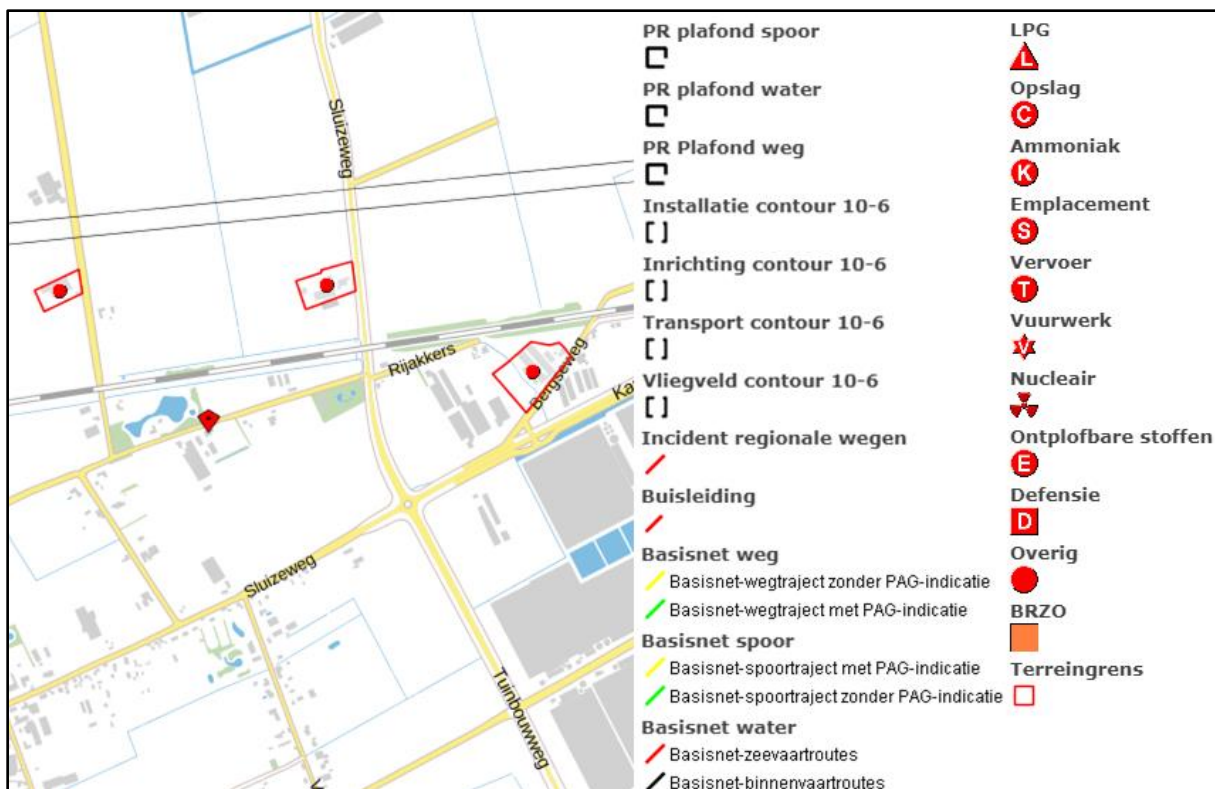 Sluizeweg
Rijakkers
Bergseweg
Ka
Sluizeweg
Tuinbouwweg
V
PR plafond spoor
PR plafond water
PR Plafond weg
Installatie contour 10-6
Inrichting contour 10-6
Transport contour 10-6
Vliegveld contour 10-6
Incident regionale wegen
Buisleiding
Basisnet weg
Basisnet-wegtraject zonder PAG-indicatie
Basisnet-wegtraject met PAG-indicatie
Basisnet spoor
Basisnet-spoortraject met PAG-indicatie
Basisnet-spoortraject zonder PAG-indicatie
Basisnet water
Basisnet-zeevaartroutes
Basisnet-binnenvaartroutes
LPG
L
Opslag
C
Ammoniak
K
Emplacement
S
Vervoer
T
Vuurwerk
V
Nucleair
Ontplofbare stoffen
E
Defensie
D
Overig
BRZO
Terreingrens